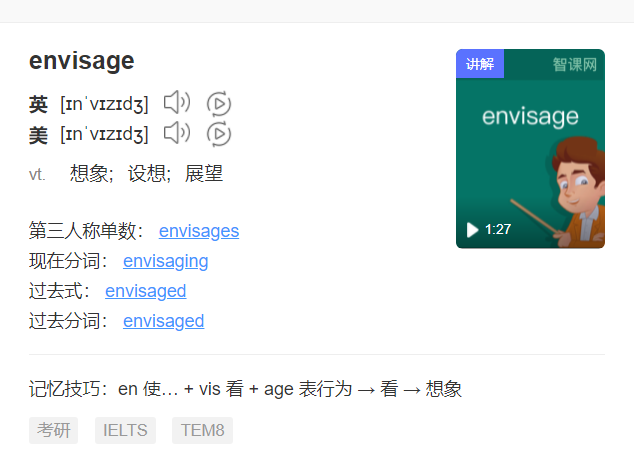 envisage
英 [ɪnˈvɪzɪdʒ]
美 [ɪnˈvɪzɪdʒ]
vt. 想象; 设想; 展望
第三人称单数: envisages
现在分词: envisaging
过去式: envisaged
过去分词: envisaged
讲解 智课网
envisage
1:27
记忆技巧: en 使… + vis 看 + age 表行为 → 看 → 想象
考研 IELTS TEM8